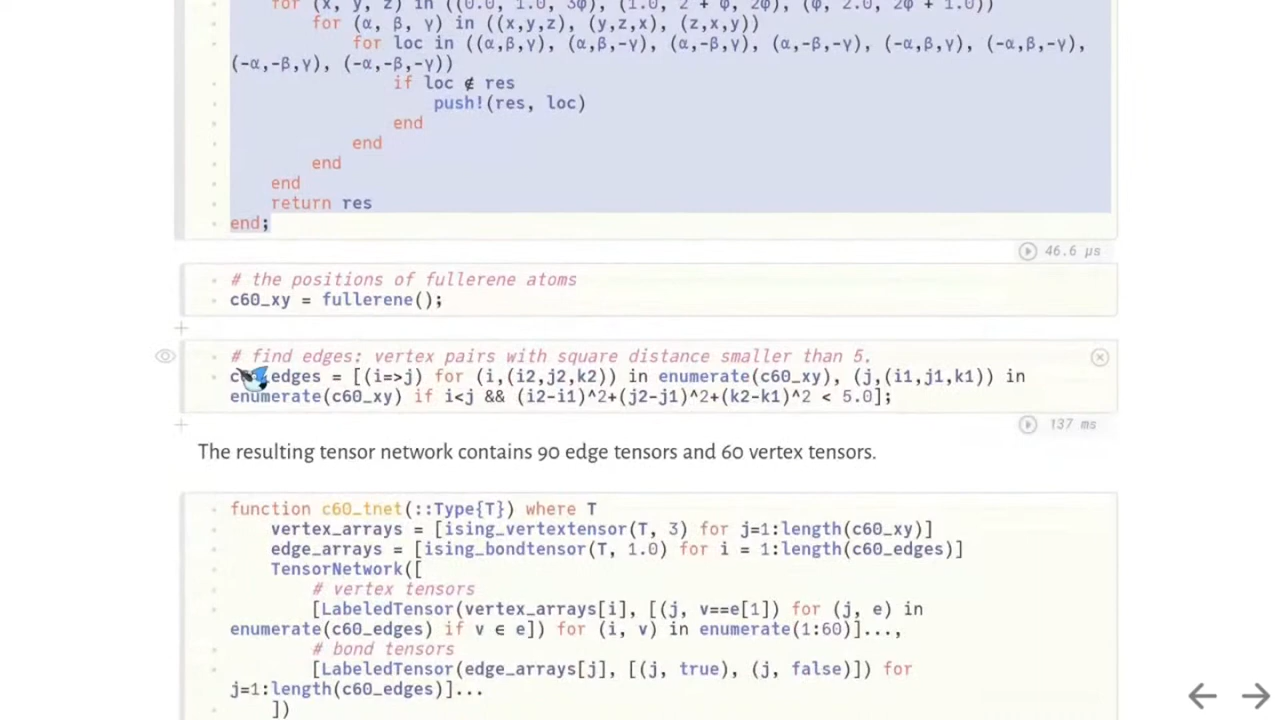 for (x, y, z) in ((0.0, 1.0, 3φ), (1.0, 2 + φ, 2φ), (φ, 2.0, 2φ + 1.0))
for (α, β, γ) in ((x,y,z), (y,z,x), (z,x,y))
for loc in ((α,β,γ), (α,β,-γ), (α,-β,γ), (α,-β,-γ), (-α,β,γ), (-α,β,-γ),
(-α,-β,γ), (-α,-β,-γ))
if loc ∉ res
push!(res, loc)
end
end
end
end
return res
end;
46.6 μs
# the positions of fullerene atoms
c60_xy = fullerene();
# find edges: vertex pairs with square distance smaller than 5.
edges = [(i=>j) for (i,(i2,j2,k2)) in enumerate(c60_xy), (j,(i1,j1,k1)) in
enumerate(c60_xy) if i<j && (i2-i1)^2+(j2-j1)^2+(k2-k1)^2 < 5.0];
137 ms
The resulting tensor network contains 90 edge tensors and 60 vertex tensors.
function c60_tnet(::Type{T}) where T
vertex_arrays = [ising_vertextensor(T, 3) for j=1:length(c60_xy)]
edge_arrays = [ising_bondtensor(T, 1.0) for i = 1:length(c60_edges)]
TensorNetwork([
# vertex tensors
[LabeledTensor(vertex_arrays[i], [(j, v==e[1]) for (j, e) in
enumerate(c60_edges) if v ∈ e]) for (i, v) in enumerate(1:60)]...,
# bond tensors
[LabeledTensor(edge_arrays[j], [(j, true), (j, false)]) for
j=1:length(c60_edges)]...
])